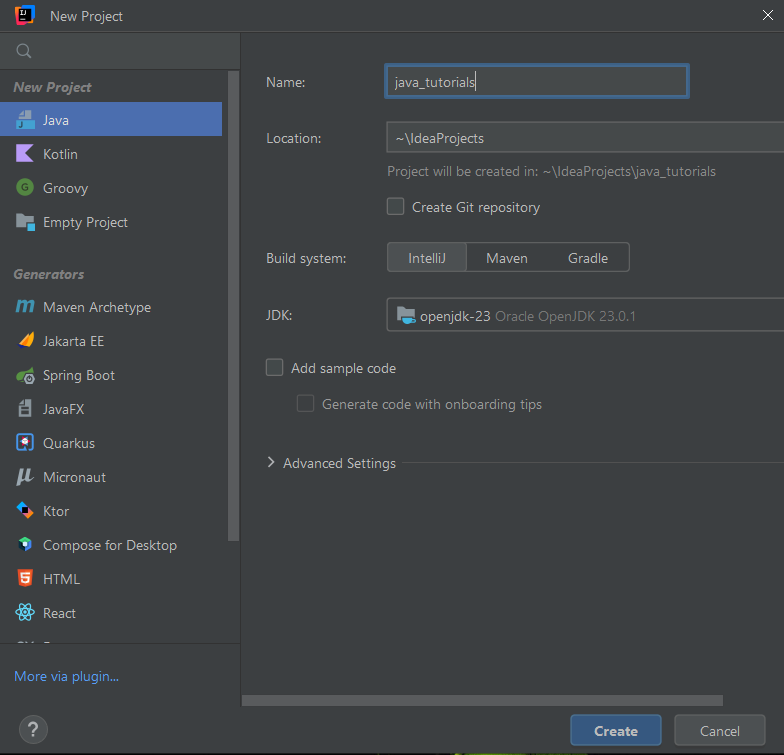 New Project
New Project
Java
Kotlin
Groovy
Empty Project
Generators
Maven Archetype
Jakarta EE
Spring Boot
JavaFX
Quarkus
Micronaut
Ktor
Compose for Desktop
HTML
React
More via plugin...
Name: java_tutorials
Location: ~\IdeaProjects
Project will be created in: ~\IdeaProjects\java_tutorials
Create Git repository
Build system: IntelliJ Maven Gradle
JDK: openjdk-23 Oracle OpenJDK 23.0.1
Add sample code
Generate code with onboarding tips
Advanced Settings
? Create Cancel